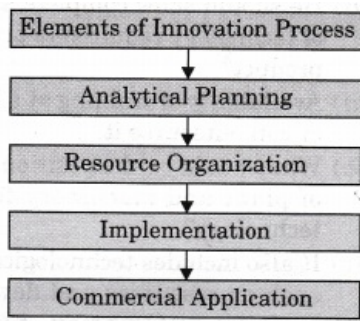 Elements of Innovation Process
Analytical Planning
Resource Organization
Implementation
Commercial Application